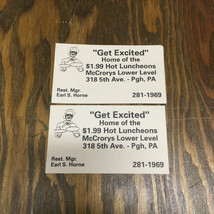 "Get Excited"
Home of the
$1.99 Hot Luncheons
McCrorys Lower Level
318 5th Ave. - Pgh, PA
Rest. Mgr.
Earl S. Horne
281-1969
"Get Excited"
Home of the
$1.99 Hot Luncheons
McCrorys Lower Level
318 5th Ave. - Pgh, PA
Rest. Mgr.
Earl S. Horne
281-1969